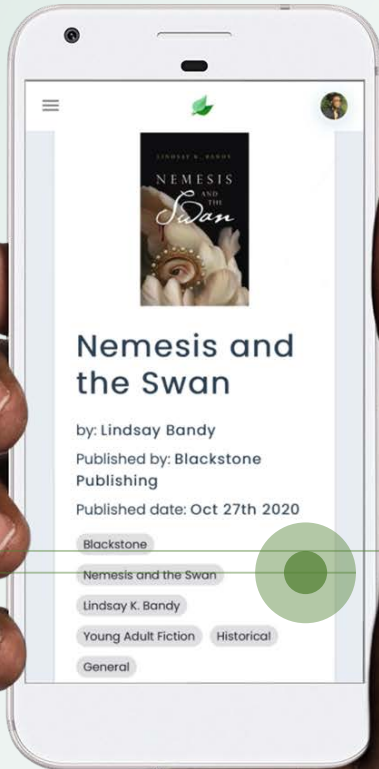 LINDSAY K. BANDY
NEMESIS
AND
THE
Swan
Nemesis and
the Swan
by: Lindsay Bandy
Published by: Blackstone
Publishing
Published date: Oct 27th 2020
Blackstone
Nemesis and the Swan
Lindsay K. Bandy
Young Adult Fiction Historical
General